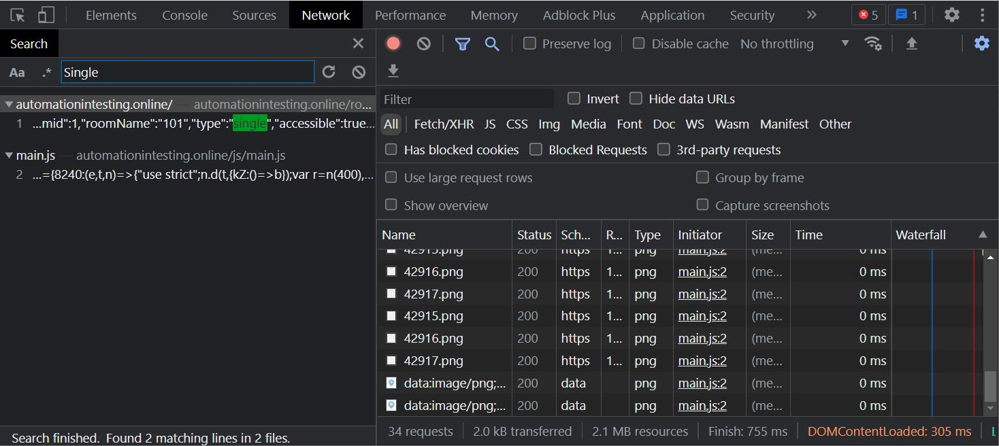 Elements Console Sources Network Performance Memory Adblock Plus Application Security 5 1
Search
Aa .* Single
automationintesting.online/ — automationintesting.online/ro...
1 ...mid":1,"roomName":"101","type":"single","accessible":true...
main.js — automationintesting.online/js/main.js
2 ...={8240:(e,t,n)=>{"use strict";n.d(t,{kZ:()=>b});var r=n(400),...
Search finished. Found 2 matching lines in 2 files.
Preserve log Disable cache No throttling
Filter Invert Hide data URLs
All Fetch/XHR JS CSS Img Media Font Doc WS Wasm Manifest Other
Has blocked cookies Blocked Requests 3rd-party requests
Use large request rows Group by frame
Show overview Capture screenshots
Name Status Sch... R... Type Initiator Size Time Waterfall
42915.png 200 https 1... png main.js:2 (me... 0 ms
42916.png 200 https 1... png main.js:2 (me... 0 ms
42917.png 200 https 1... png main.js:2 (me... 0 ms
42915.png 200 https 1... png main.js:2 (me... 0 ms
42916.png 200 https 1... png main.js:2 (me... 0 ms
42917.png 200 https 1... png main.js:2 (me... 0 ms
data:image/png;... 200 data png main.js:2 (me... 0 ms
data:image/png;... 200 data png main.js:2 (me... 0 ms
34 requests 2.0 kB transferred 2.1 MB resources Finish: 755 ms DOMContentLoaded: 305 ms L